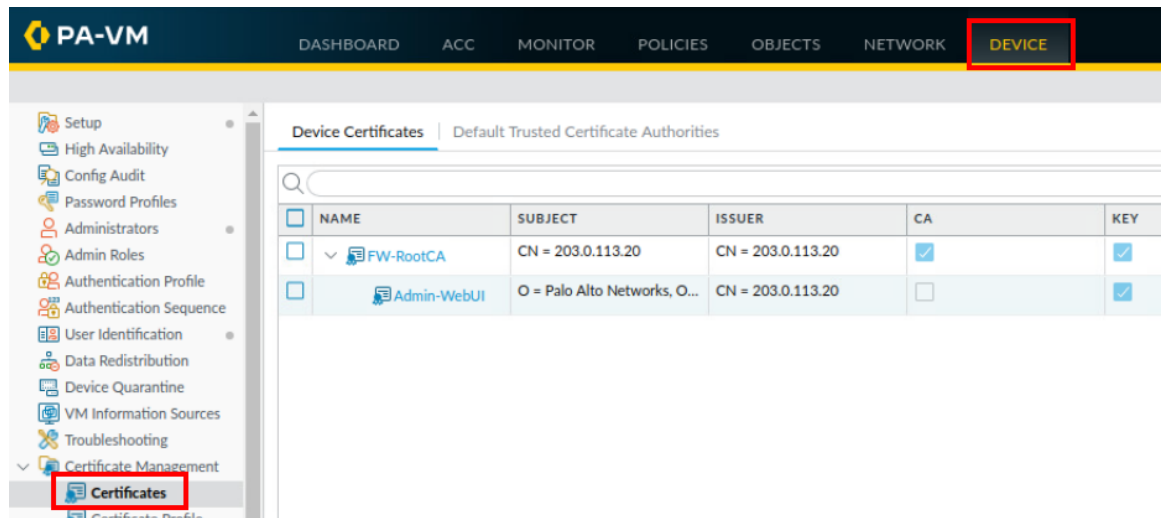 PA-VM
DASHBOARD ACC MONITOR POLICIES OBJECTS NETWORK DEVICE
Setup
High Availability
Config Audit
Password Profiles
Administrators
Admin Roles
Authentication Profile
Authentication Sequence
User Identification
Data Redistribution
Device Quarantine
VM Information Sources
Troubleshooting
Certificate Management
Certificates
Certificate Profile
Device Certificates Default Trusted Certificate Authorities
NAME SUBJECT ISSUER CA KEY
FW-RootCA CN = 203.0.113.20 CN = 203.0.113.20
Admin-WebUI O = Palo Alto Networks, O... CN = 203.0.113.20